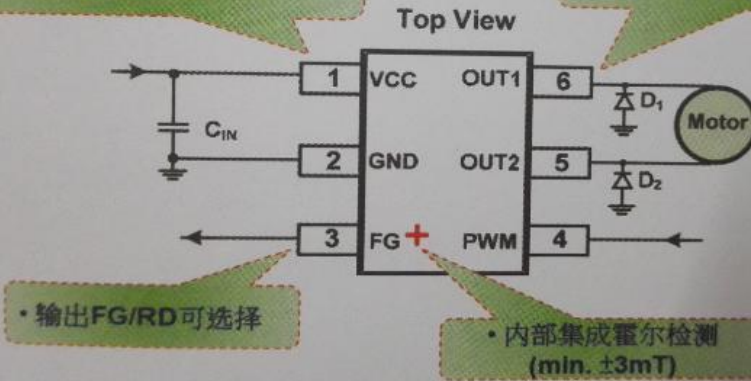 Top View
1 VCC OUT1 6
D1
Motor
CIN
2 GND OUT2 5
D2
3 FG PWM 4
• 输出FG/RD可选择
• 内部集成霍尔检测
(min. ±3mT)